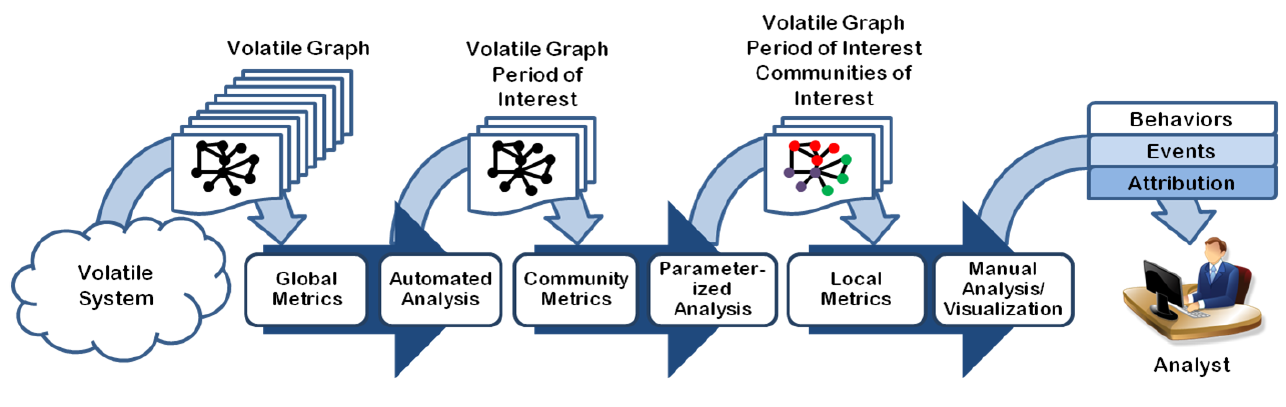 Volatile Graph
Volatile Graph
Period of
Interest
Volatile Graph
Period of Interest
Communities of
Interest
Behaviors
Events
Attribution
Volatile
System
Global
Metrics
Automated
Analysis
Community
Metrics
Parameter-
ized
Analysis
Local
Metrics
Manual
Analysis/
Visualization
Analyst